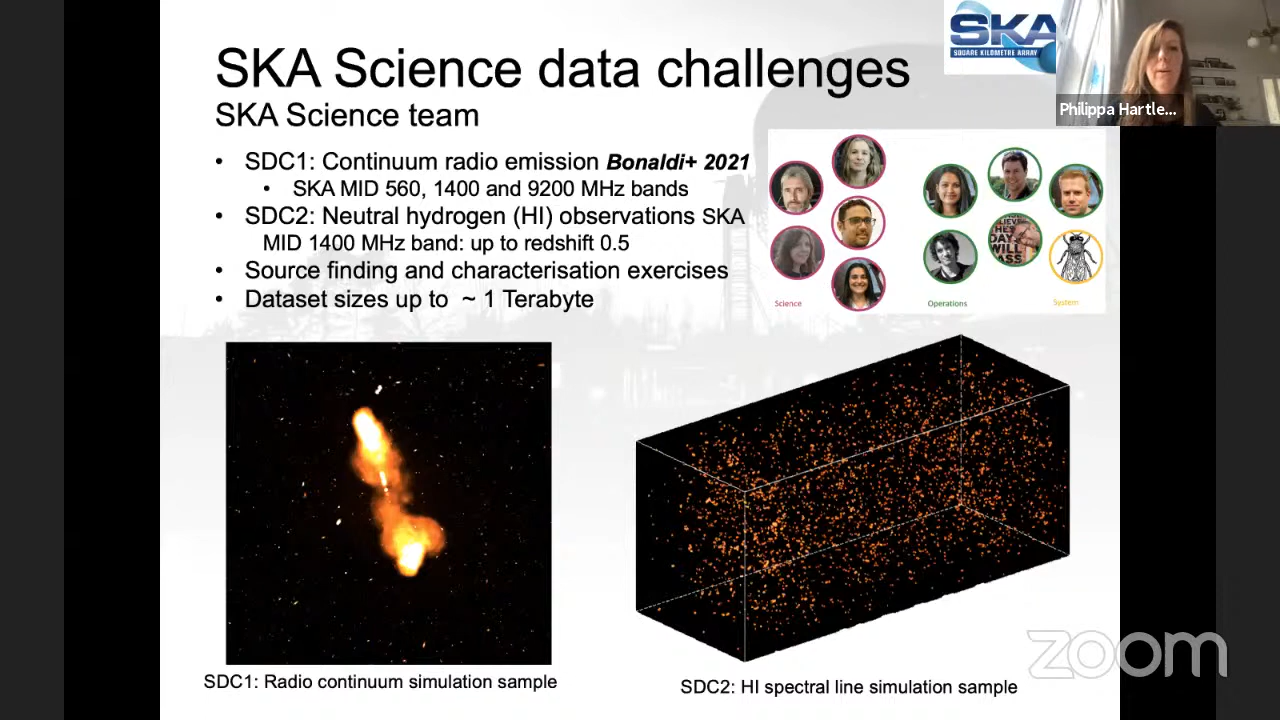 SKA
SQUARE KILOMETRE ARRAY
Philippa Hartle...
SKA Science data challenges
SKA Science team
• SDC1: Continuum radio emission Bonaldi+ 2021
• SKA MID 560, 1400 and 9200 MHz bands
• SDC2: Neutral hydrogen (HI) observations SKA
MID 1400 MHz band: up to redshift 0.5
• Source finding and characterisation exercises
• Dataset sizes up to ~ 1 Terabyte
DAY
WILL
Science
Operations
System
SDC1: Radio continuum simulation sample
SDC2: HI spectral line simulation sample
zoom